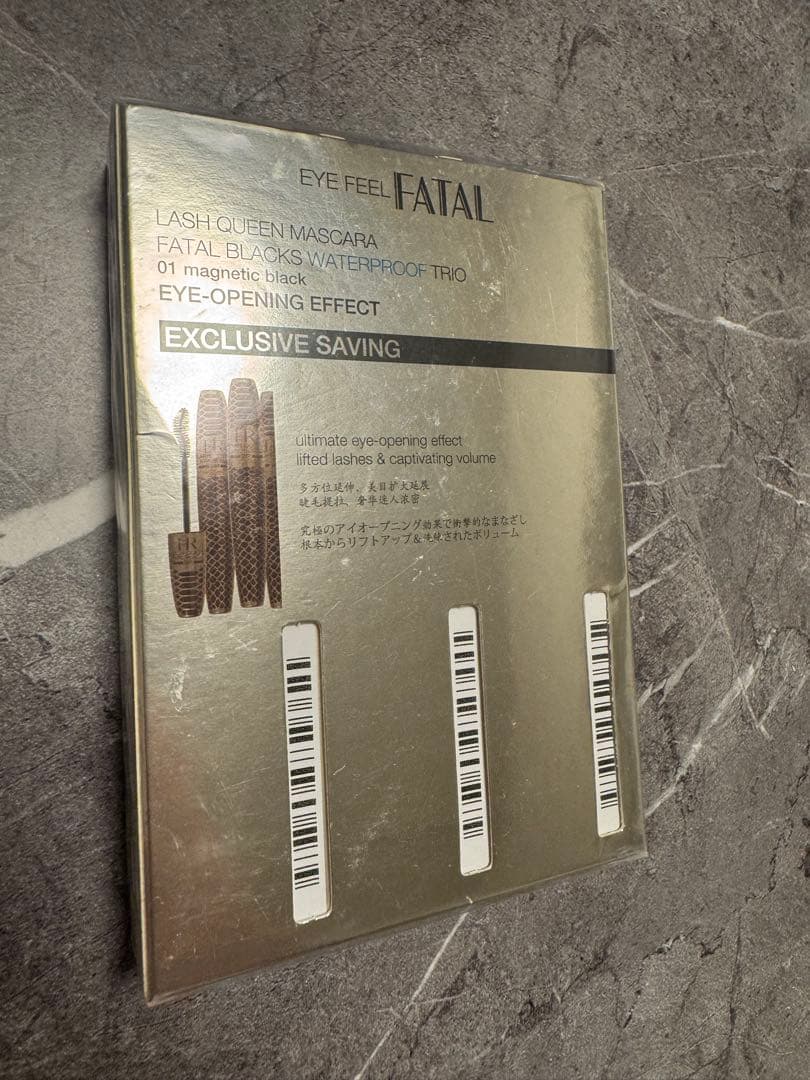 EYE FEEL FATAL
LASH QUEEN MASCARA
FATAL BLACKS WATERPROOF TRIO
01 magnetic black
EYE-OPENING EFFECT
EXCLUSIVE SAVING
HR
ultimate eye-opening effect
lifted lashes & captivating volume
多方位延伸、美目扩大延展
睫毛提拉、奢华迷人浓密
究極のアイオープニング効果で衝撃的なまなざし
根本からリフトアップ&洗練されたボリューム
HR